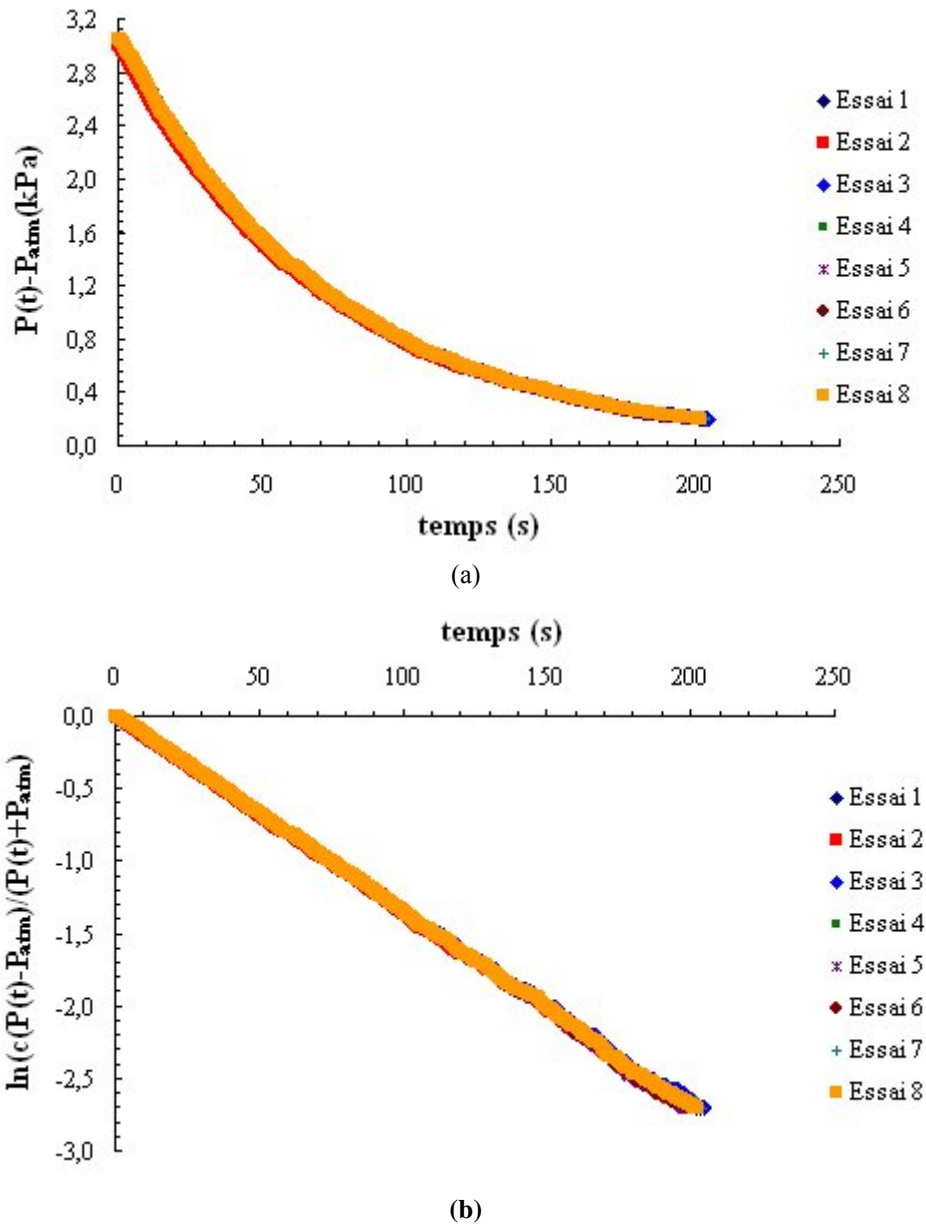 3,2
2,8
2,4
2,0
1,6
1,2
0,8
0,4
0,0
P(t)-Patm(kPa)
0 50 100 150 200 250
temps (s)
Essai 1
Essai 2
Essai 3
Essai 4
Essai 5
Essai 6
Essai 7
Essai 8
(a)
temps (s)
0 50 100 150 200 250
0,0
-0,5
-1,0
-1,5
-2,0
-2,5
-3,0
ln(c(P(t)-Patm)/(P(t)+Patm)
Essai 1
Essai 2
Essai 3
Essai 4
Essai 5
Essai 6
Essai 7
Essai 8
(b)